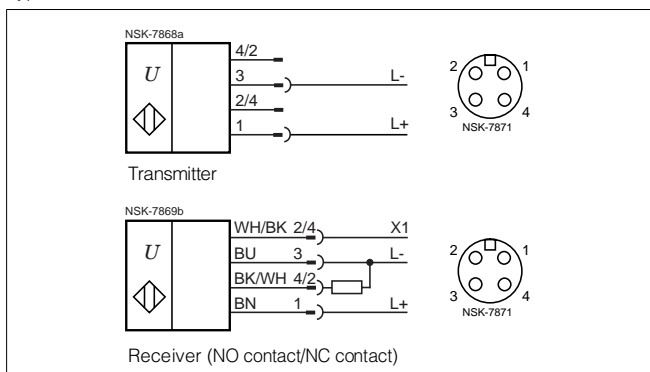 NSK-7868a
U
4/2
3 L-
2/4
1 L+
2 1
3 4
NSK-7871
Transmitter
NSK-7869b
U
WH/BK 2/4 X1
BU 3 L-
BK/WH 4/2
BN 1 L+
2 1
3 4
NSK-7871
Receiver (NO contact/NC contact)